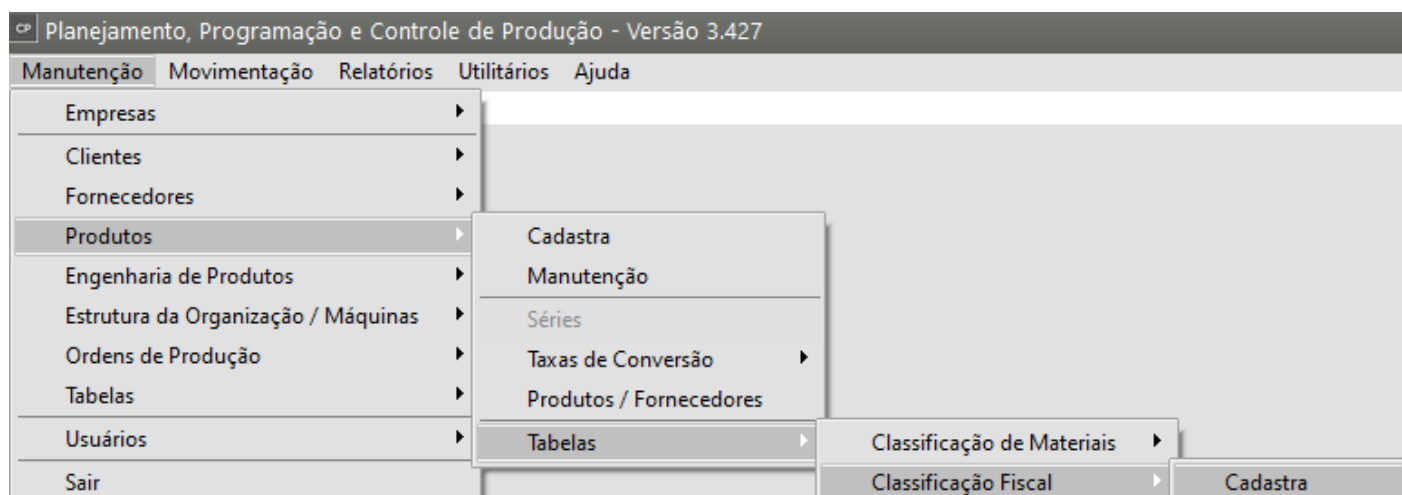 CP Planejamento, Programação e Controle de Produção - Versão 3.427
Manutenção Movimentação Relatórios Utilitários Ajuda
Empresas
Clientes
Fornecedores
Produtos
Engenharia de Produtos
Estrutura da Organização / Máquinas
Ordens de Produção
Tabelas
Usuários
Sair
Cadastra
Manutenção
Séries
Taxas de Conversão
Produtos / Fornecedores
Tabelas
Classificação de Materiais
Classificação Fiscal
Cadastra